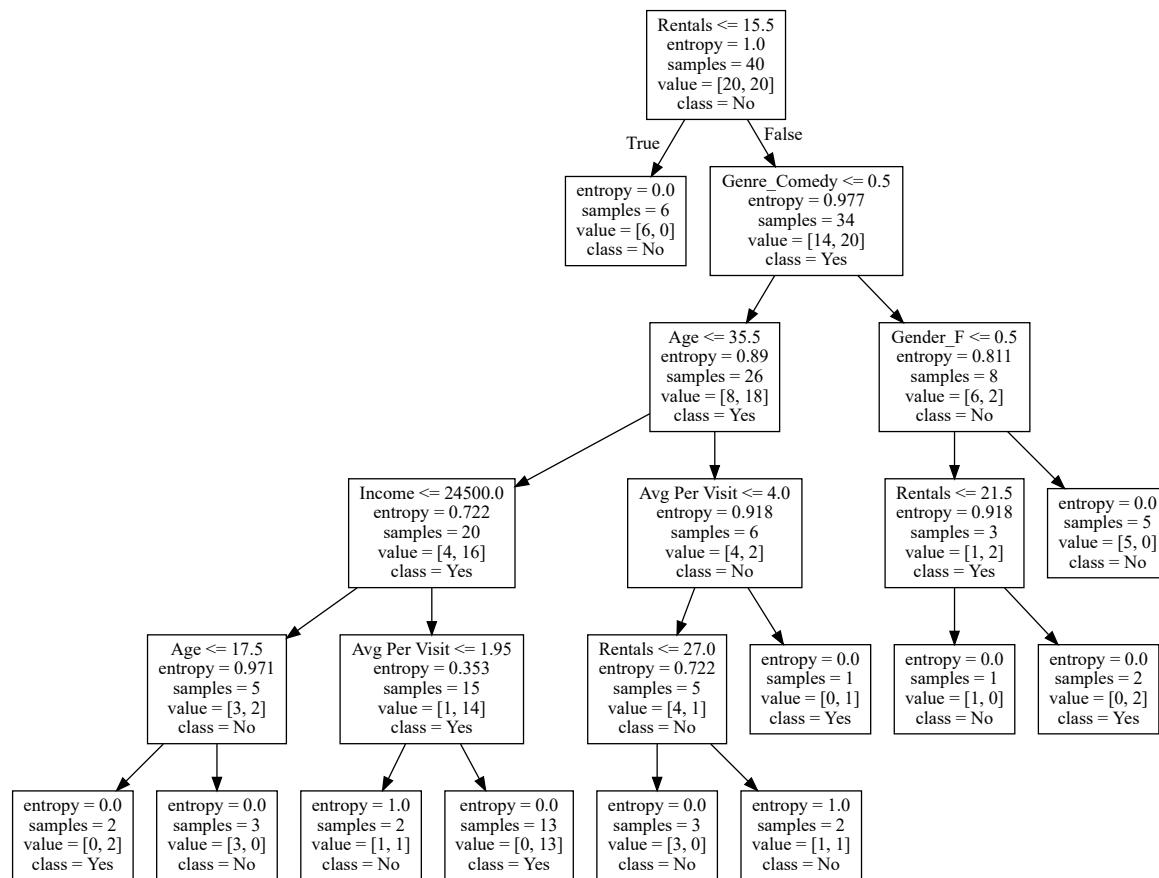 Rentals <= 15.5
entropy = 1.0
samples = 40
value = [20, 20]
class = No
True
False
entropy = 0.0
samples = 6
value = [6, 0]
class = No
Genre_Comedy <= 0.5
entropy = 0.977
samples = 34
value = [14, 20]
class = Yes
Age <= 35.5
entropy = 0.89
samples = 26
value = [8, 18]
class = Yes
Gender_F <= 0.5
entropy = 0.811
samples = 8
value = [6, 2]
class = No
Income <= 24500.0
entropy = 0.722
samples = 20
value = [4, 16]
class = Yes
Avg Per Visit <= 4.0
entropy = 0.918
samples = 6
value = [4, 2]
class = No
Rentals <= 21.5
entropy = 0.918
samples = 3
value = [1, 2]
class = Yes
entropy = 0.0
samples = 5
value = [5, 0]
class = No
Age <= 17.5
entropy = 0.971
samples = 5
value = [3, 2]
class = No
Avg Per Visit <= 1.95
entropy = 0.353
samples = 15
value = [1, 14]
class = Yes
Rentals <= 27.0
entropy = 0.722
samples = 5
value = [4, 1]
class = No
entropy = 0.0
samples = 1
value = [0, 1]
class = Yes
entropy = 0.0
samples = 1
value = [1, 0]
class = No
entropy = 0.0
samples = 2
value = [0, 2]
class = Yes
entropy = 0.0
samples = 2
value = [0, 2]
class = Yes
entropy = 0.0
samples = 3
value = [3, 0]
class = No
entropy = 1.0
samples = 2
value = [1, 1]
class = No
entropy = 0.0
samples = 13
value = [0, 13]
class = Yes
entropy = 0.0
samples = 3
value = [3, 0]
class = No
entropy = 1.0
samples = 2
value = [1, 1]
class = No